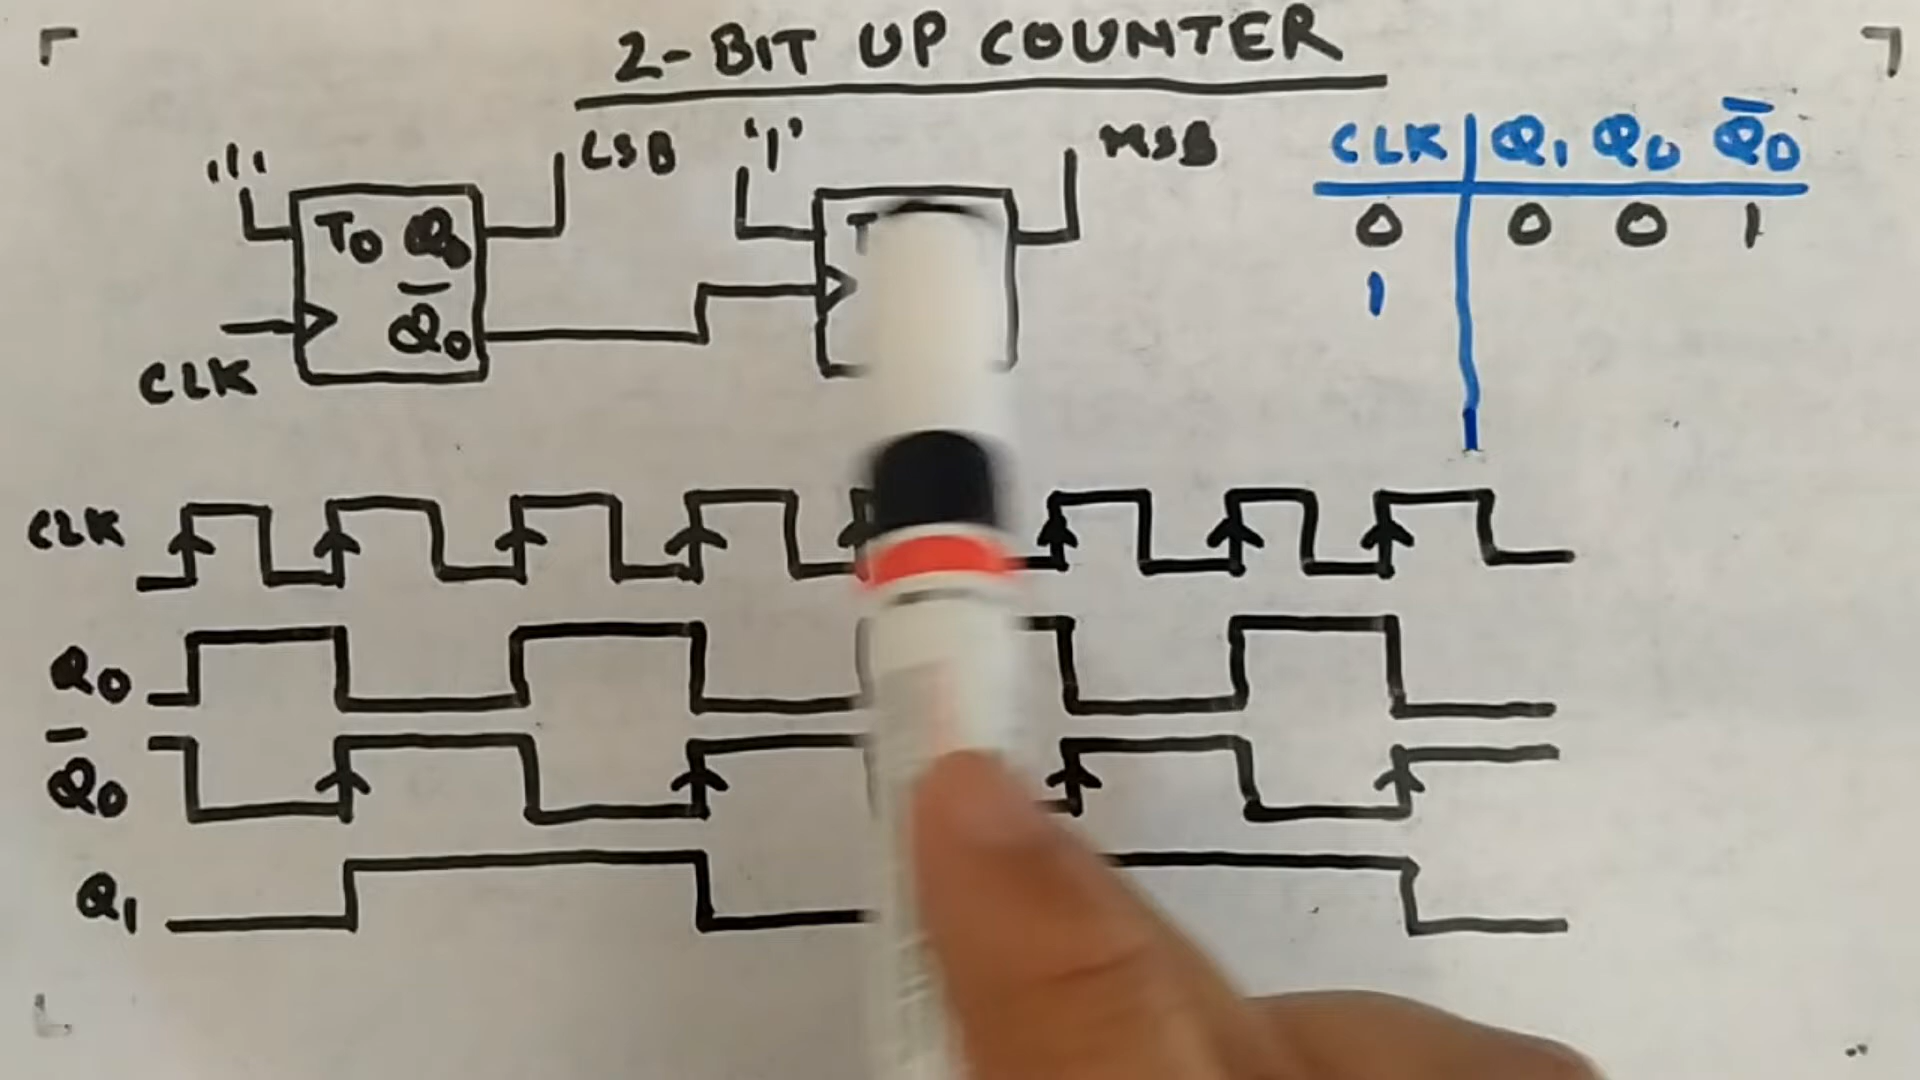 2-BIT UP COUNTER
'1' LSB '1' MSB
T0 Q0 T
Q̅0
CLK
CLK Q1 Q0 Q̅0
0 0 0 1
1
CLK
Q0
Q̅0
Q1